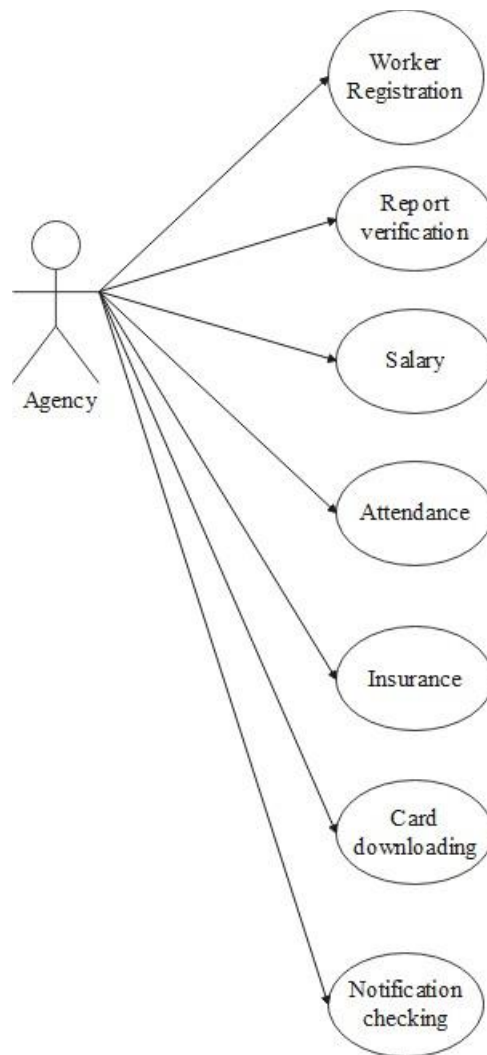 Worker
Registration
Report
verification
Salary
Agency
Attendance
Insurance
Card
downloading
Notification
checking